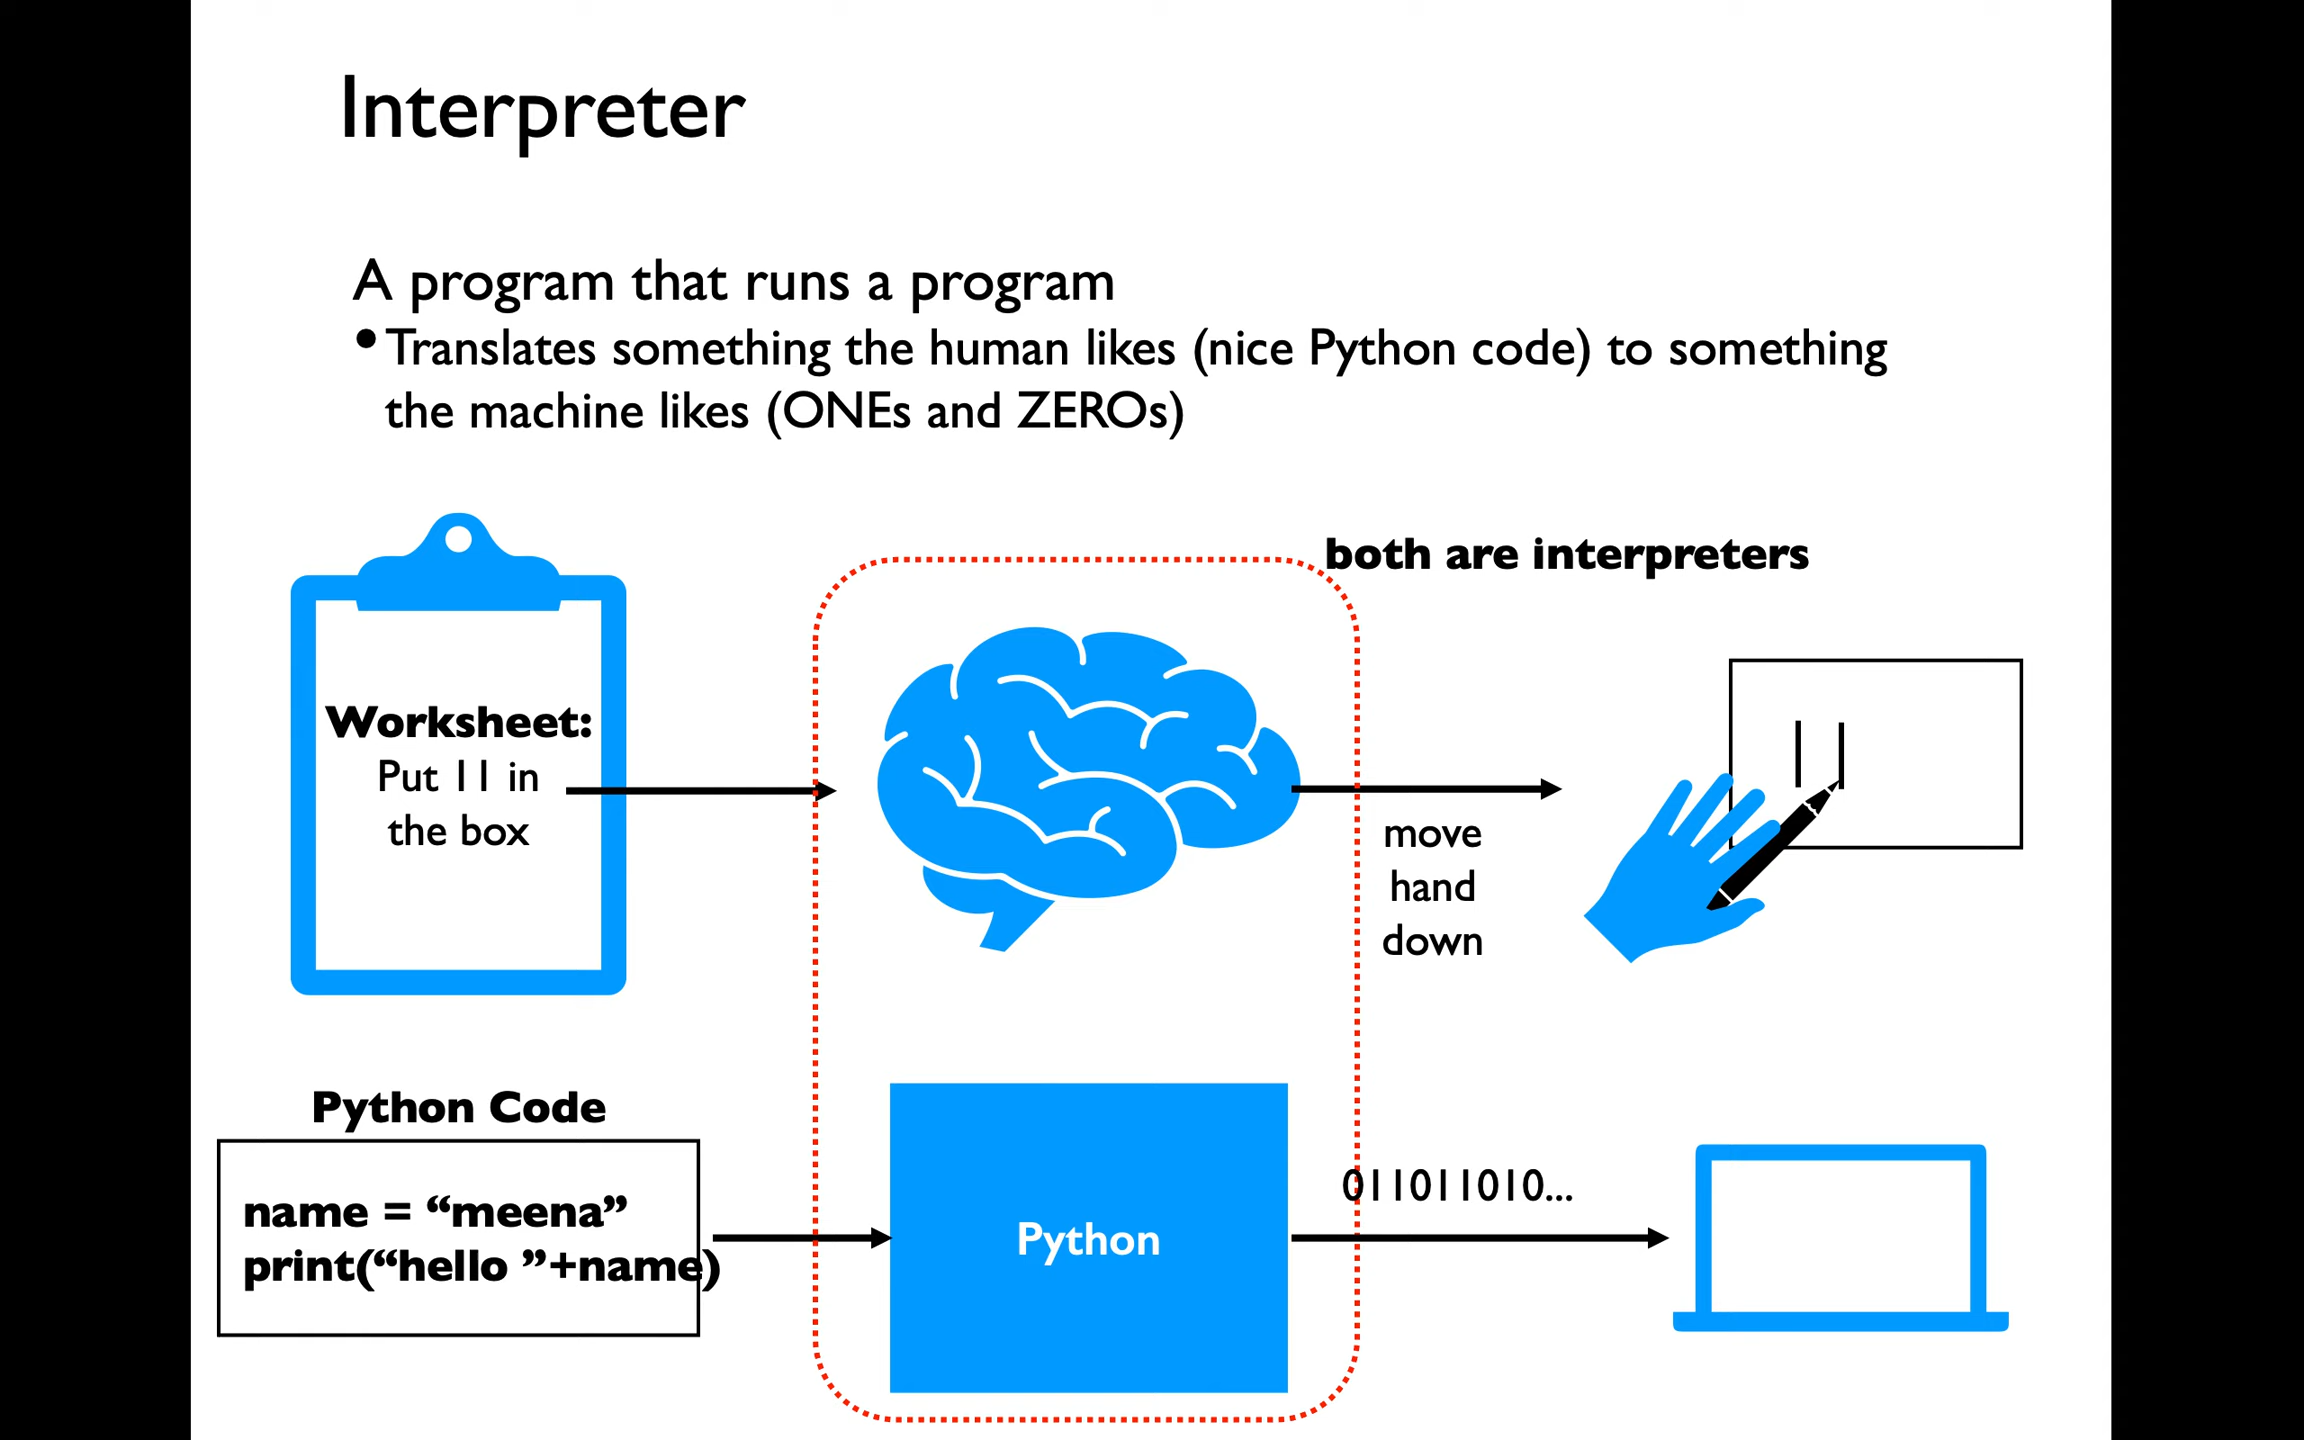 Interpreter
A program that runs a program
•Translates something the human likes (nice Python code) to something
the machine likes (ONEs and ZEROs)
both are interpreters
Worksheet:
Put 11 in
the box
move
hand
down
Python Code
name = “meena”
print(“hello ”+name)
Python
011011010...